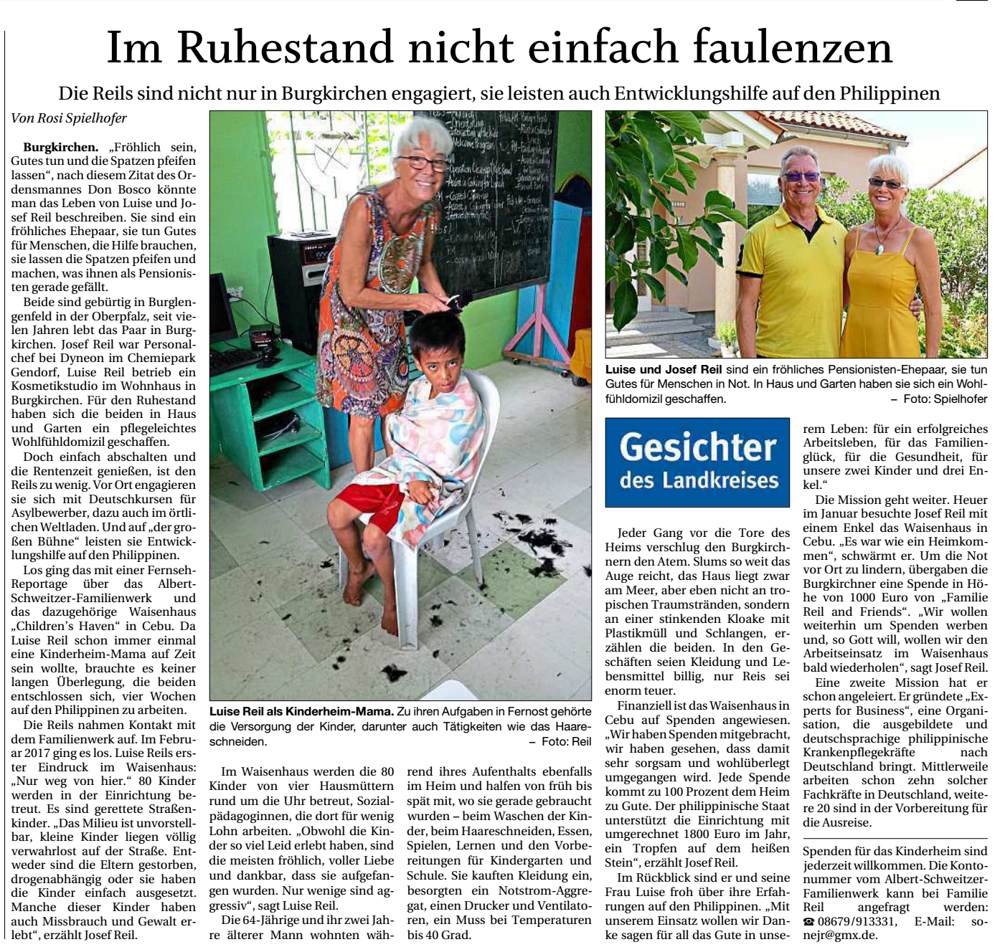 Im Ruhestand nicht einfach faulenzen
Die Reils sind nicht nur in Burgkirchen engagiert, sie leisten auch Entwicklungshilfe auf den Philippinen
Von Rosi Spielhofer
Burgkirchen. „Fröhlich sein,
Gutes tun und die Spatzen pfeifen
lassen“, nach diesem Zitat des Or-
densmannes Don Bosco könnte
man das Leben von Luise und Jo-
sef Reil beschreiben. Sie sind ein
fröhliches Ehepaar, sie tun Gutes
für Menschen, die Hilfe brauchen,
sie lassen die Spatzen pfeifen und
machen, was ihnen als Pensionis-
ten gerade gefällt.
Beide sind gebürtig in Burglen-
genfeld in der Oberpfalz, seit vie-
len Jahren lebt das Paar in Burg-
kirchen. Josef Reil war Personal-
chef bei Dyneon im Chemiepark
Gendorf, Luise Reil betrieb ein
Kosmetikstudio im Wohnhaus in
Burgkirchen. Für den Ruhestand
haben sich die beiden in Haus
und Garten ein pflegeleichtes
Wohlfühldomizil geschaffen.
Doch einfach abschalten und
die Rentenzeit genießen, ist den
Reils zu wenig. Vor Ort engagieren
sie sich mit Deutschkursen für
Asylbewerber, dazu auch im örtli-
chen Weltladen. Und auf „der gro-
ßen Bühne“ leisten sie Entwick-
lungshilfe auf den Philippinen.
Los ging das mit einer Fernseh-
Reportage über das Albert-
Schweitzer-Familienwerk und
das dazugehörige Waisenhaus
„Children’s Haven“ in Cebu. Da
Luise Reil schon immer einmal
eine Kinderheim-Mama auf Zeit
sein wollte, brauchte es keiner
langen Überlegung, die beiden
entschlossen sich, vier Wochen
auf den Philippinen zu arbeiten.
Die Reils nahmen Kontakt mit
dem Familienwerk auf. Im Febru-
ar 2017 ging es los. Luise Reils ers-
ter Eindruck im Waisenhaus:
„Nur weg von hier.“ 80 Kinder
werden in der Einrichtung be-
treut. Es sind gerettete Straßen-
kinder. „Das Milieu ist unvorstell-
bar, kleine Kinder liegen völlig
verwahrlost auf der Straße. Ent-
weder sind die Eltern gestorben,
drogenabhängig oder sie haben
die Kinder einfach ausgesetzt.
Manche dieser Kinder haben
auch Missbrauch und Gewalt er-
lebt“, erzählt Josef Reil.
Luise Reil als Kinderheim-Mama. Zu ihren Aufgaben in Fernost gehörte
die Versorgung der Kinder, darunter auch Tätigkeiten wie das Haare-
schneiden. – Foto: Reil
Im Waisenhaus werden die 80
Kinder von vier Hausmüttern
rund um die Uhr betreut, Sozial-
pädagoginnen, die dort für wenig
Lohn arbeiten. „Obwohl die Kin-
der so viel Leid erlebt haben, sind
die meisten fröhlich, voller Liebe
und dankbar, dass sie aufgefan-
gen wurden. Nur wenige sind ag-
gressiv“, sagt Luise Reil.
Die 64-Jährige und ihr zwei Jah-
re älterer Mann wohnten wäh-
rend ihres Aufenthalts ebenfalls
im Heim und halfen von früh bis
spät mit, wo sie gerade gebraucht
wurden – beim Waschen der Kin-
der, beim Haareschneiden, Essen,
Spielen, Lernen und den Vorbe-
reitungen für Kindergarten und
Schule. Sie kauften Kleidung ein,
besorgten ein Notstrom-Aggre-
gat, einen Drucker und Ventilato-
ren, ein Muss bei Temperaturen
bis 40 Grad.
Luise und Josef Reil sind ein fröhliches Pensionisten-Ehepaar, sie tun
Gutes für Menschen in Not. In Haus und Garten haben sie sich ein Wohl-
fühldomizil geschaffen. – Foto: Spielhofer
Gesichter
des Landkreises
Jeder Gang vor die Tore des
Heims verschlug den Burgkirch-
nern den Atem. Slums so weit das
Auge reicht, das Haus liegt zwar
am Meer, aber eben nicht an tro-
pischen Traumstränden, sondern
an einer stinkenden Kloake mit
Plastikmüll und Schlangen, er-
zählen die beiden. In den Ge-
schäften seien Kleidung und Le-
bensmittel billig, nur Reis sei
enorm teuer.
Finanziell ist das Waisenhaus in
Cebu auf Spenden angewiesen.
„Wir haben Spenden mitgebracht,
wir haben gesehen, dass damit
sehr sorgsam und wohlüberlegt
umgegangen wird. Jede Spende
kommt zu 100 Prozent dem Heim
zu Gute. Der philippinische Staat
unterstützt die Einrichtung mit
umgerechnet 1800 Euro im Jahr,
ein Tropfen auf dem heißen
Stein“, erzählt Josef Reil.
Im Rückblick sind er und seine
Frau Luise froh über ihre Erfah-
rungen auf den Philippinen. „Mit
unserem Einsatz wollen wir Dan-
ke sagen für all das Gute in unse-
rem Leben: für ein erfolgreiches
Arbeitsleben, für das Familien-
glück, für die Gesundheit, für
unsere zwei Kinder und drei En-
kel.“
Die Mission geht weiter. Heuer
im Januar besuchte Josef Reil mit
einem Enkel das Waisenhaus in
Cebu. „Es war wie ein Heimkom-
men“, schwärmt er. Um die Not
vor Ort zu lindern, übergaben die
Burgkirchner eine Spende in Hö-
he von 1000 Euro von „Familie
Reil and Friends“. „Wir wollen
weiterhin um Spenden werben
und, so Gott will, wollen wir den
Arbeitseinsatz im Waisenhaus
bald wiederholen“, sagt Josef Reil.
Eine zweite Mission hat er
schon angeleiert. Er gründete „Ex-
perts for Business“, eine Organi-
sation, die ausgebildete und
deutschsprachige philippinische
Krankenpflegekräfte nach
Deutschland bringt. Mittlerweile
arbeiten schon zehn solcher
Fachkräfte in Deutschland, weite-
re 20 sind in der Vorbereitung für
die Ausreise.
Spenden für das Kinderheim sind
jederzeit willkommen. Die Konto-
nummer vom Albert-Schweitzer-
Familienwerk kann bei Familie
Reil angefragt werden:
☎ 08679/913331, E-Mail: so-
nejr@gmx.de.